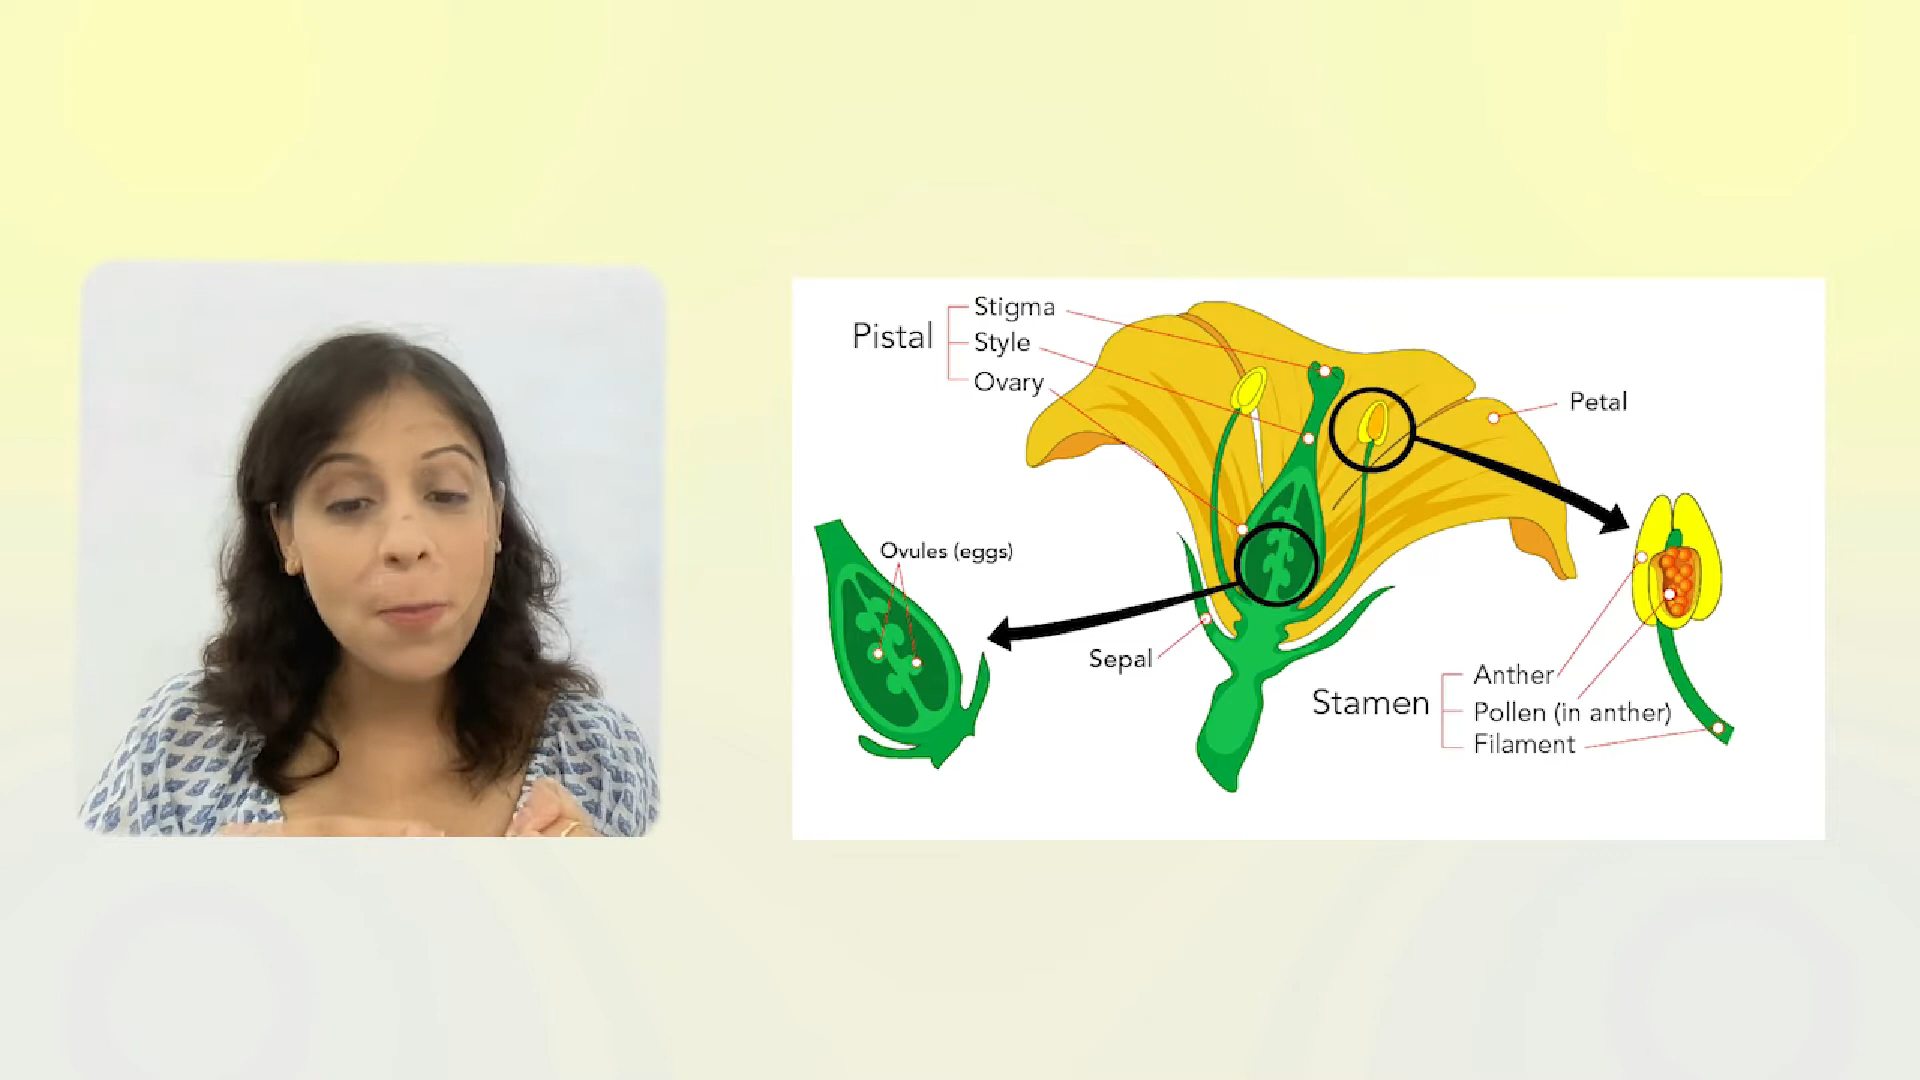 Pistal
Stigma
Style
Ovary
Petal
Ovules (eggs)
Sepal
Stamen
Anther
Pollen (in anther)
Filament